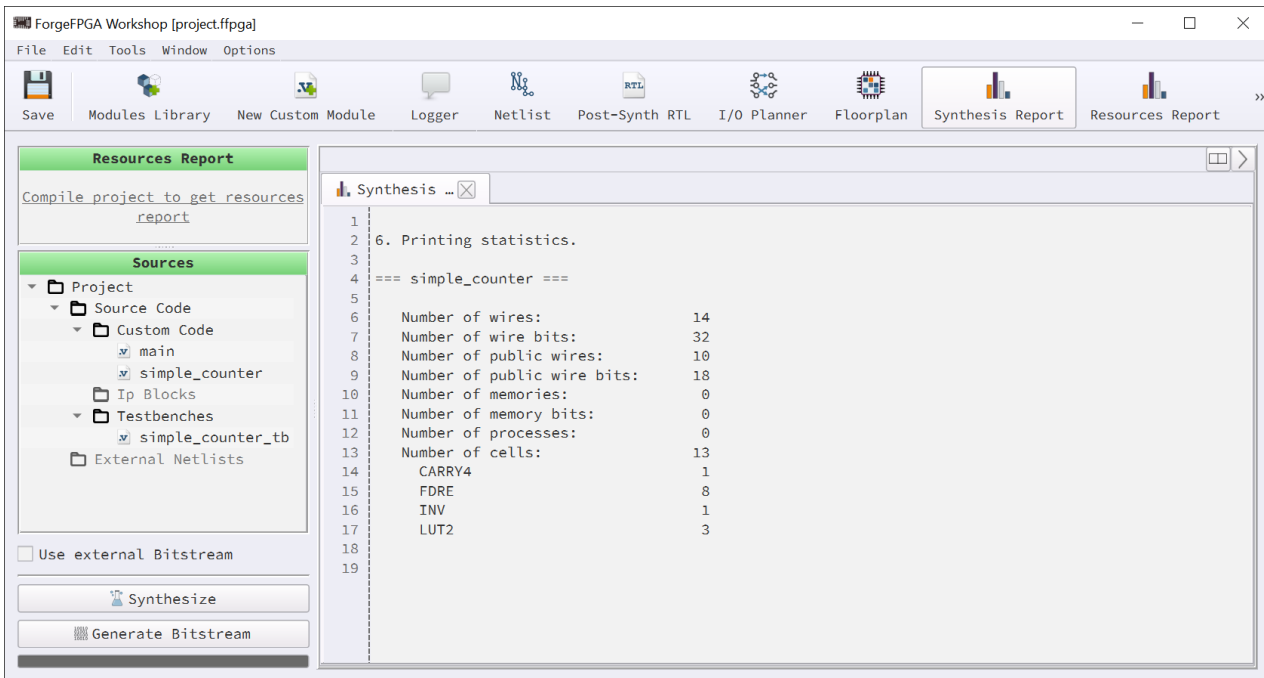 ForgeFPGA Workshop [project.ffpga]
File Edit Tools Window Options
Save Modules Library New Custom Module Logger Netlist Post-Synth RTL I/O Planner Floorplan Synthesis Report Resources Report »
Resources Report
Compile project to get resources
report
Sources
Project
Source Code
Custom Code
main
simple_counter
Ip Blocks
Testbenches
simple_counter_tb
External Netlists
Use external Bitstream
Synthesize
Generate Bitstream
Synthesis …
1
2 6. Printing statistics.
3
4 === simple_counter ===
5
6 Number of wires: 14
7 Number of wire bits: 32
8 Number of public wires: 10
9 Number of public wire bits: 18
10 Number of memories: 0
11 Number of memory bits: 0
12 Number of processes: 0
13 Number of cells: 13
14 CARRY4 1
15 FDRE 8
16 INV 1
17 LUT2 3
18
19